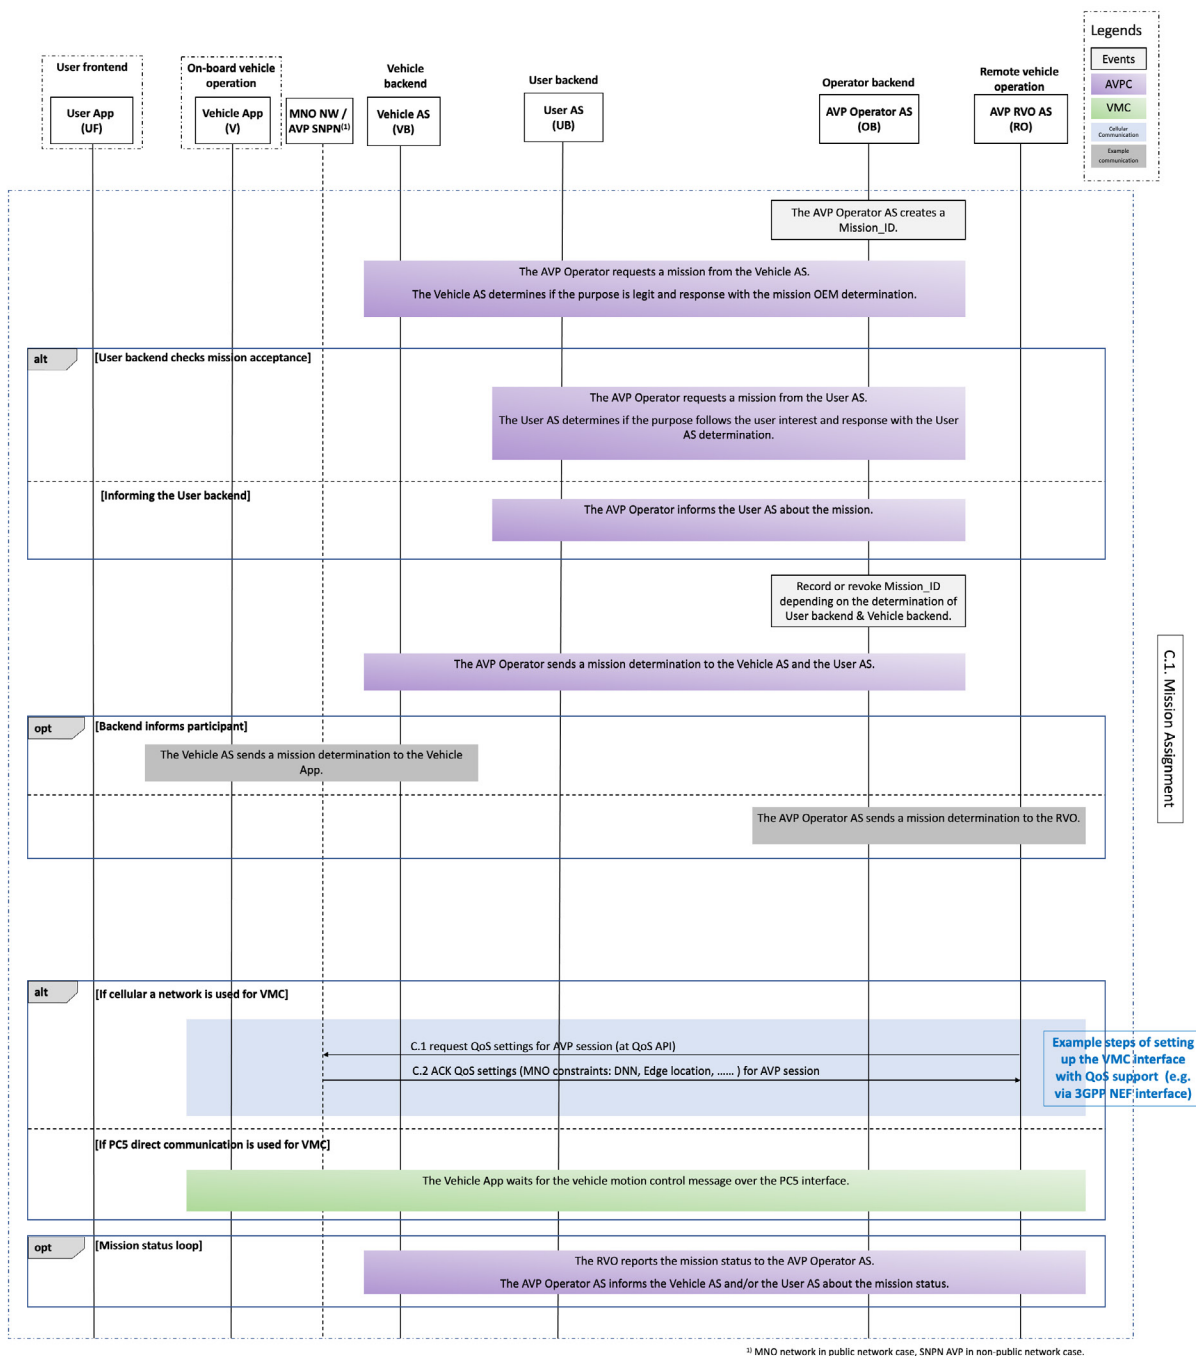 Legends
Events
AVPC
VMC
Cellular
Communication
Example
communication
User frontend
User App
(UF)
On-board vehicle
operation
Vehicle App
(V)
MNO NW /
AVP SNPN(1)
Vehicle
backend
Vehicle AS
(VB)
User backend
User AS
(UB)
Operator backend
AVP Operator AS
(OB)
Remote vehicle
operation
AVP RVO AS
(RO)
The AVP Operator AS creates a
Mission_ID.
The AVP Operator requests a mission from the Vehicle AS.
The Vehicle AS determines if the purpose is legit and response with the mission OEM determination.
alt
[User backend checks mission acceptance]
The AVP Operator requests a mission from the User AS.
The User AS determines if the purpose follows the user interest and response with the User
AS determination.
[Informing the User backend]
The AVP Operator informs the User AS about the mission.
Record or revoke Mission_ID
depending on the determination of
User backend & Vehicle backend.
The AVP Operator sends a mission determination to the Vehicle AS and the User AS.
C.1. Mission Assignment
opt
[Backend informs participant]
The Vehicle AS sends a mission determination to the Vehicle
App.
The AVP Operator AS sends a mission determination to the RVO.
alt
[If cellular a network is used for VMC]
C.1 request QoS settings for AVP session (at QoS API)
C.2 ACK QoS settings (MNO constraints: DNN, Edge location, ...... ) for AVP session
Example steps of setting
up the VMC interface
with QoS support (e.g.
via 3GPP NEF interface)
[If PC5 direct communication is used for VMC]
The Vehicle App waits for the vehicle motion control message over the PC5 interface.
opt
[Mission status loop]
The RVO reports the mission status to the AVP Operator AS.
The AVP Operator AS informs the Vehicle AS and/or the User AS about the mission status.
1) MNO network in public network case, SNPN AVP in non-public network case.